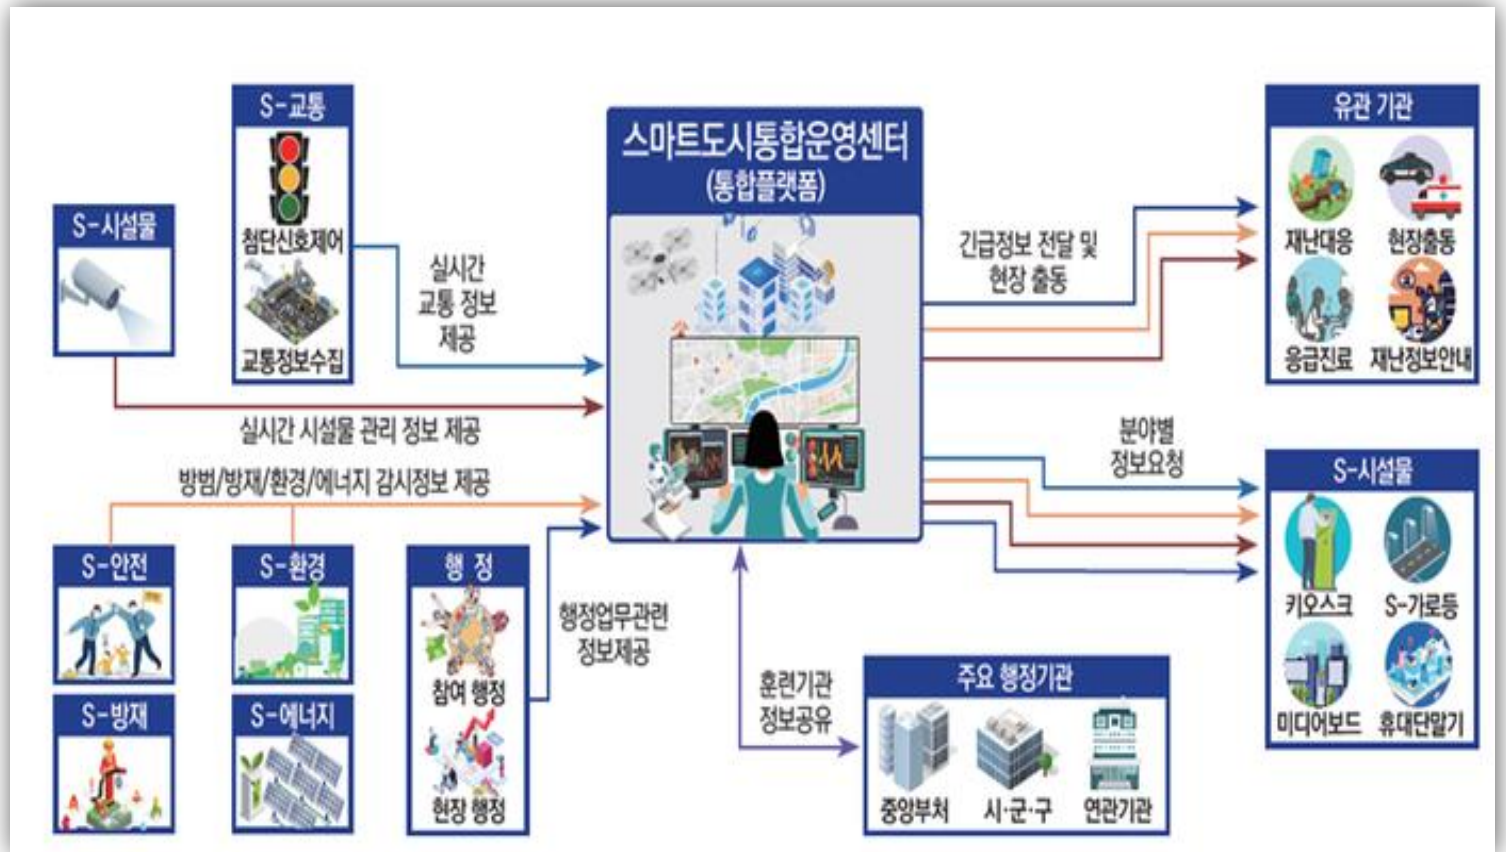 S-교통
첨단신호제어
교통정보수집
S-시설물
실시간
교통 정보
제공
실시간 시설물 관리 정보 제공
방범/방재/환경/에너지 감시정보 제공
S-안전
S-환경
S-방재
S-에너지
행 정
참여 행정
현장 행정
행정업무관련
정보제공
스마트도시통합운영센터
(통합플랫폼)
긴급정보 전달 및
현장 출동
유관 기관
재난대응
현장출동
응급진료
재난정보안내
분야별
정보요청
S-시설물
키오스크
S-가로등
미디어보드
휴대단말기
훈련기관
정보공유
주요 행정기관
중앙부처
시·군·구
연관기관